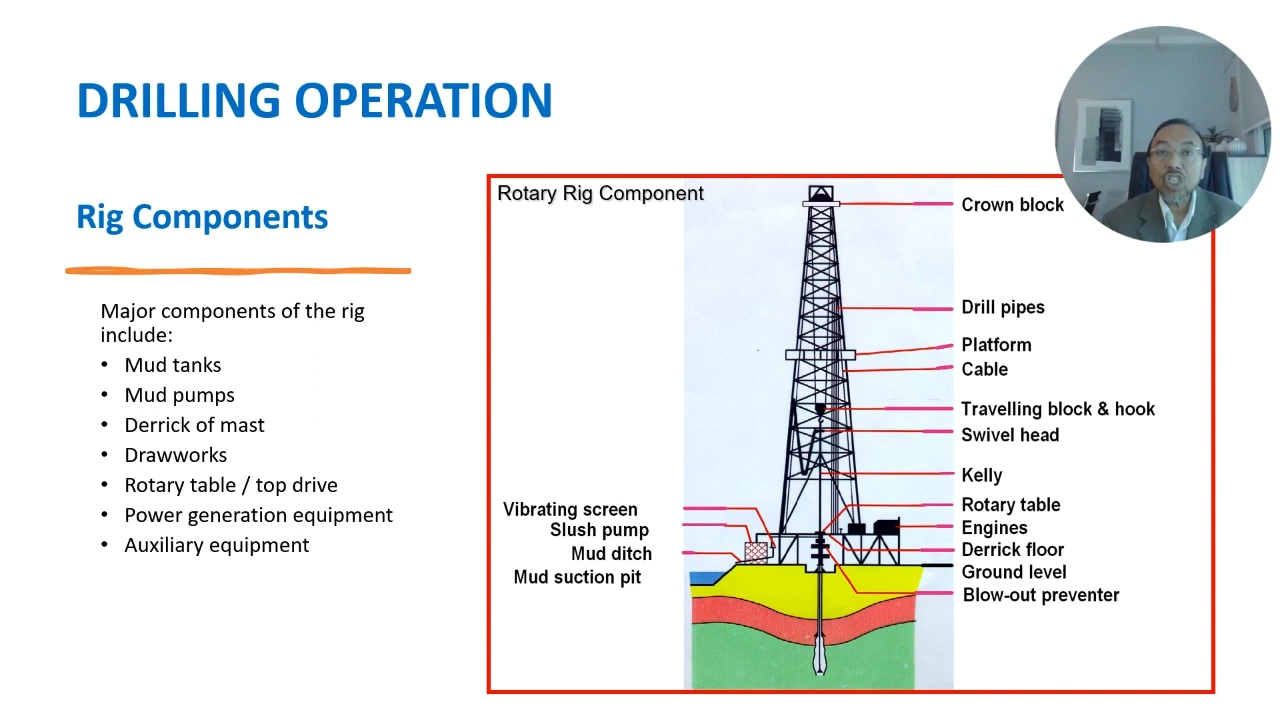 DRILLING OPERATION
Rig Components
Major components of the rig
include:
• Mud tanks
• Mud pumps
• Derrick of mast
• Drawworks
• Rotary table / top drive
• Power generation equipment
• Auxiliary equipment
Rotary Rig Component
Crown block
Drill pipes
Platform
Cable
Travelling block & hook
Swivel head
Kelly
Rotary table
Engines
Derrick floor
Ground level
Blow-out preventer
Vibrating screen
Slush pump
Mud ditch
Mud suction pit